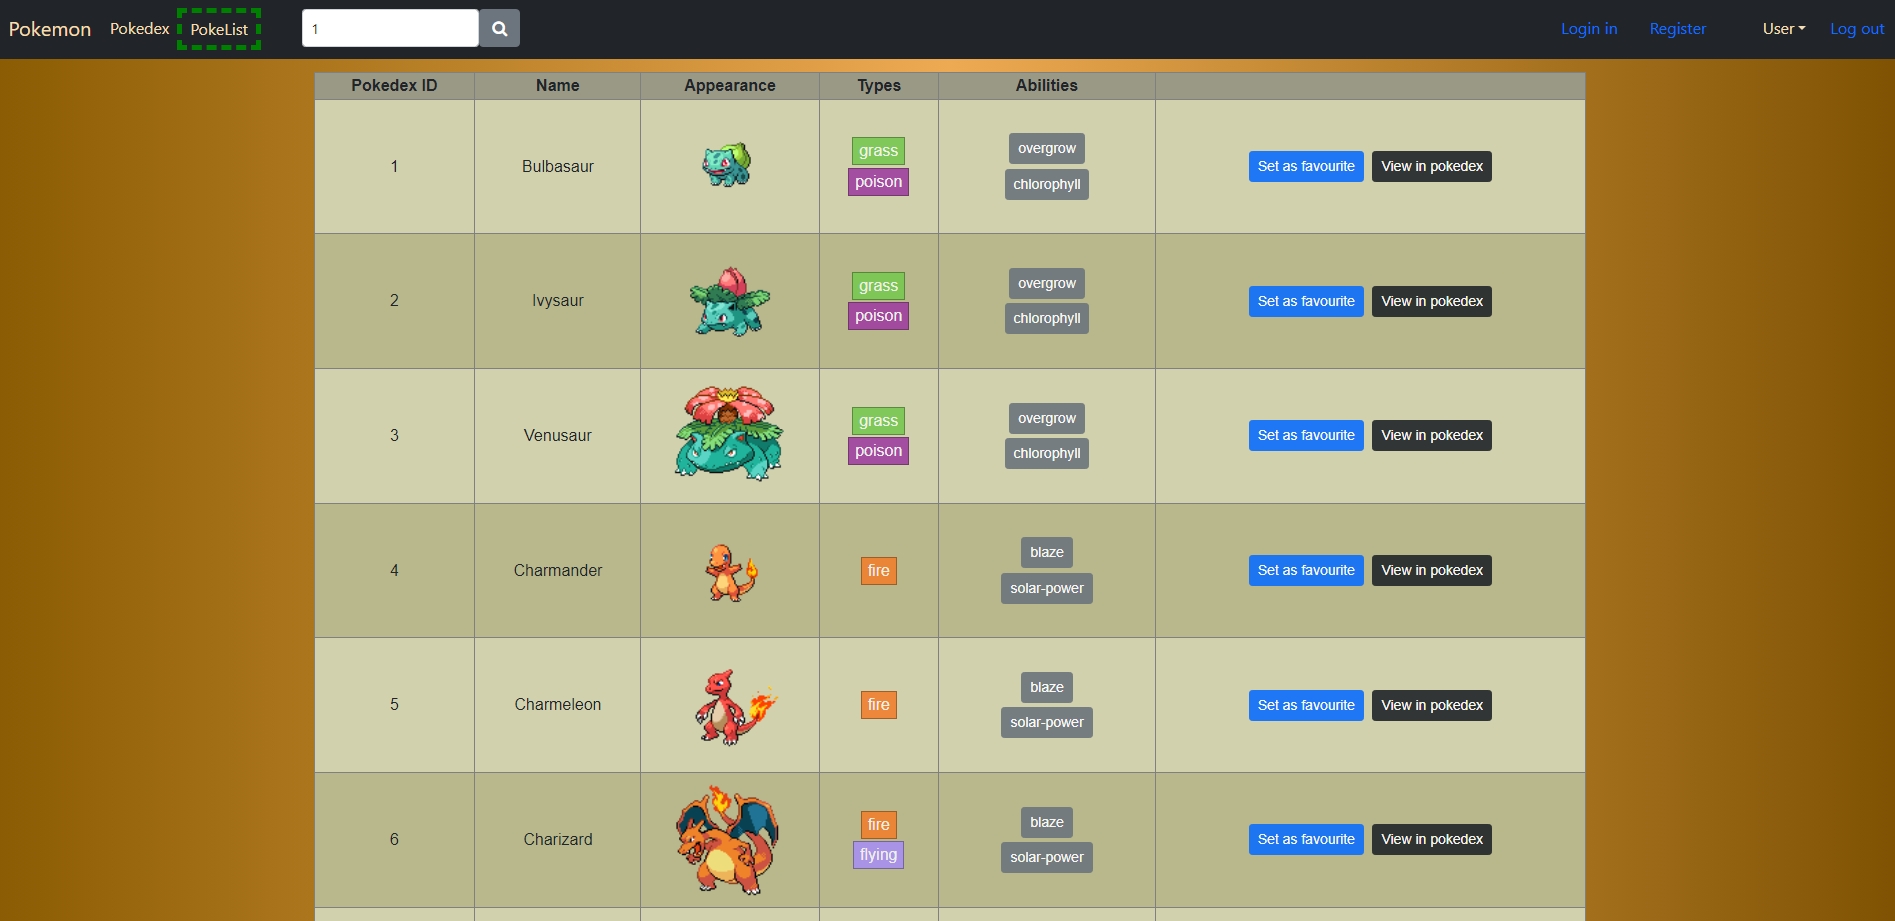 Pokemon Pokedex PokeList 1 Login in Register User Log out
Pokedex ID Name Appearance Types Abilities
1 Bulbasaur grass poison overgrow chlorophyll Set as favourite View in pokedex
2 Ivysaur grass poison overgrow chlorophyll Set as favourite View in pokedex
3 Venusaur grass poison overgrow chlorophyll Set as favourite View in pokedex
4 Charmander fire blaze solar-power Set as favourite View in pokedex
5 Charmeleon fire blaze solar-power Set as favourite View in pokedex
6 Charizard fire flying blaze solar-power Set as favourite View in pokedex